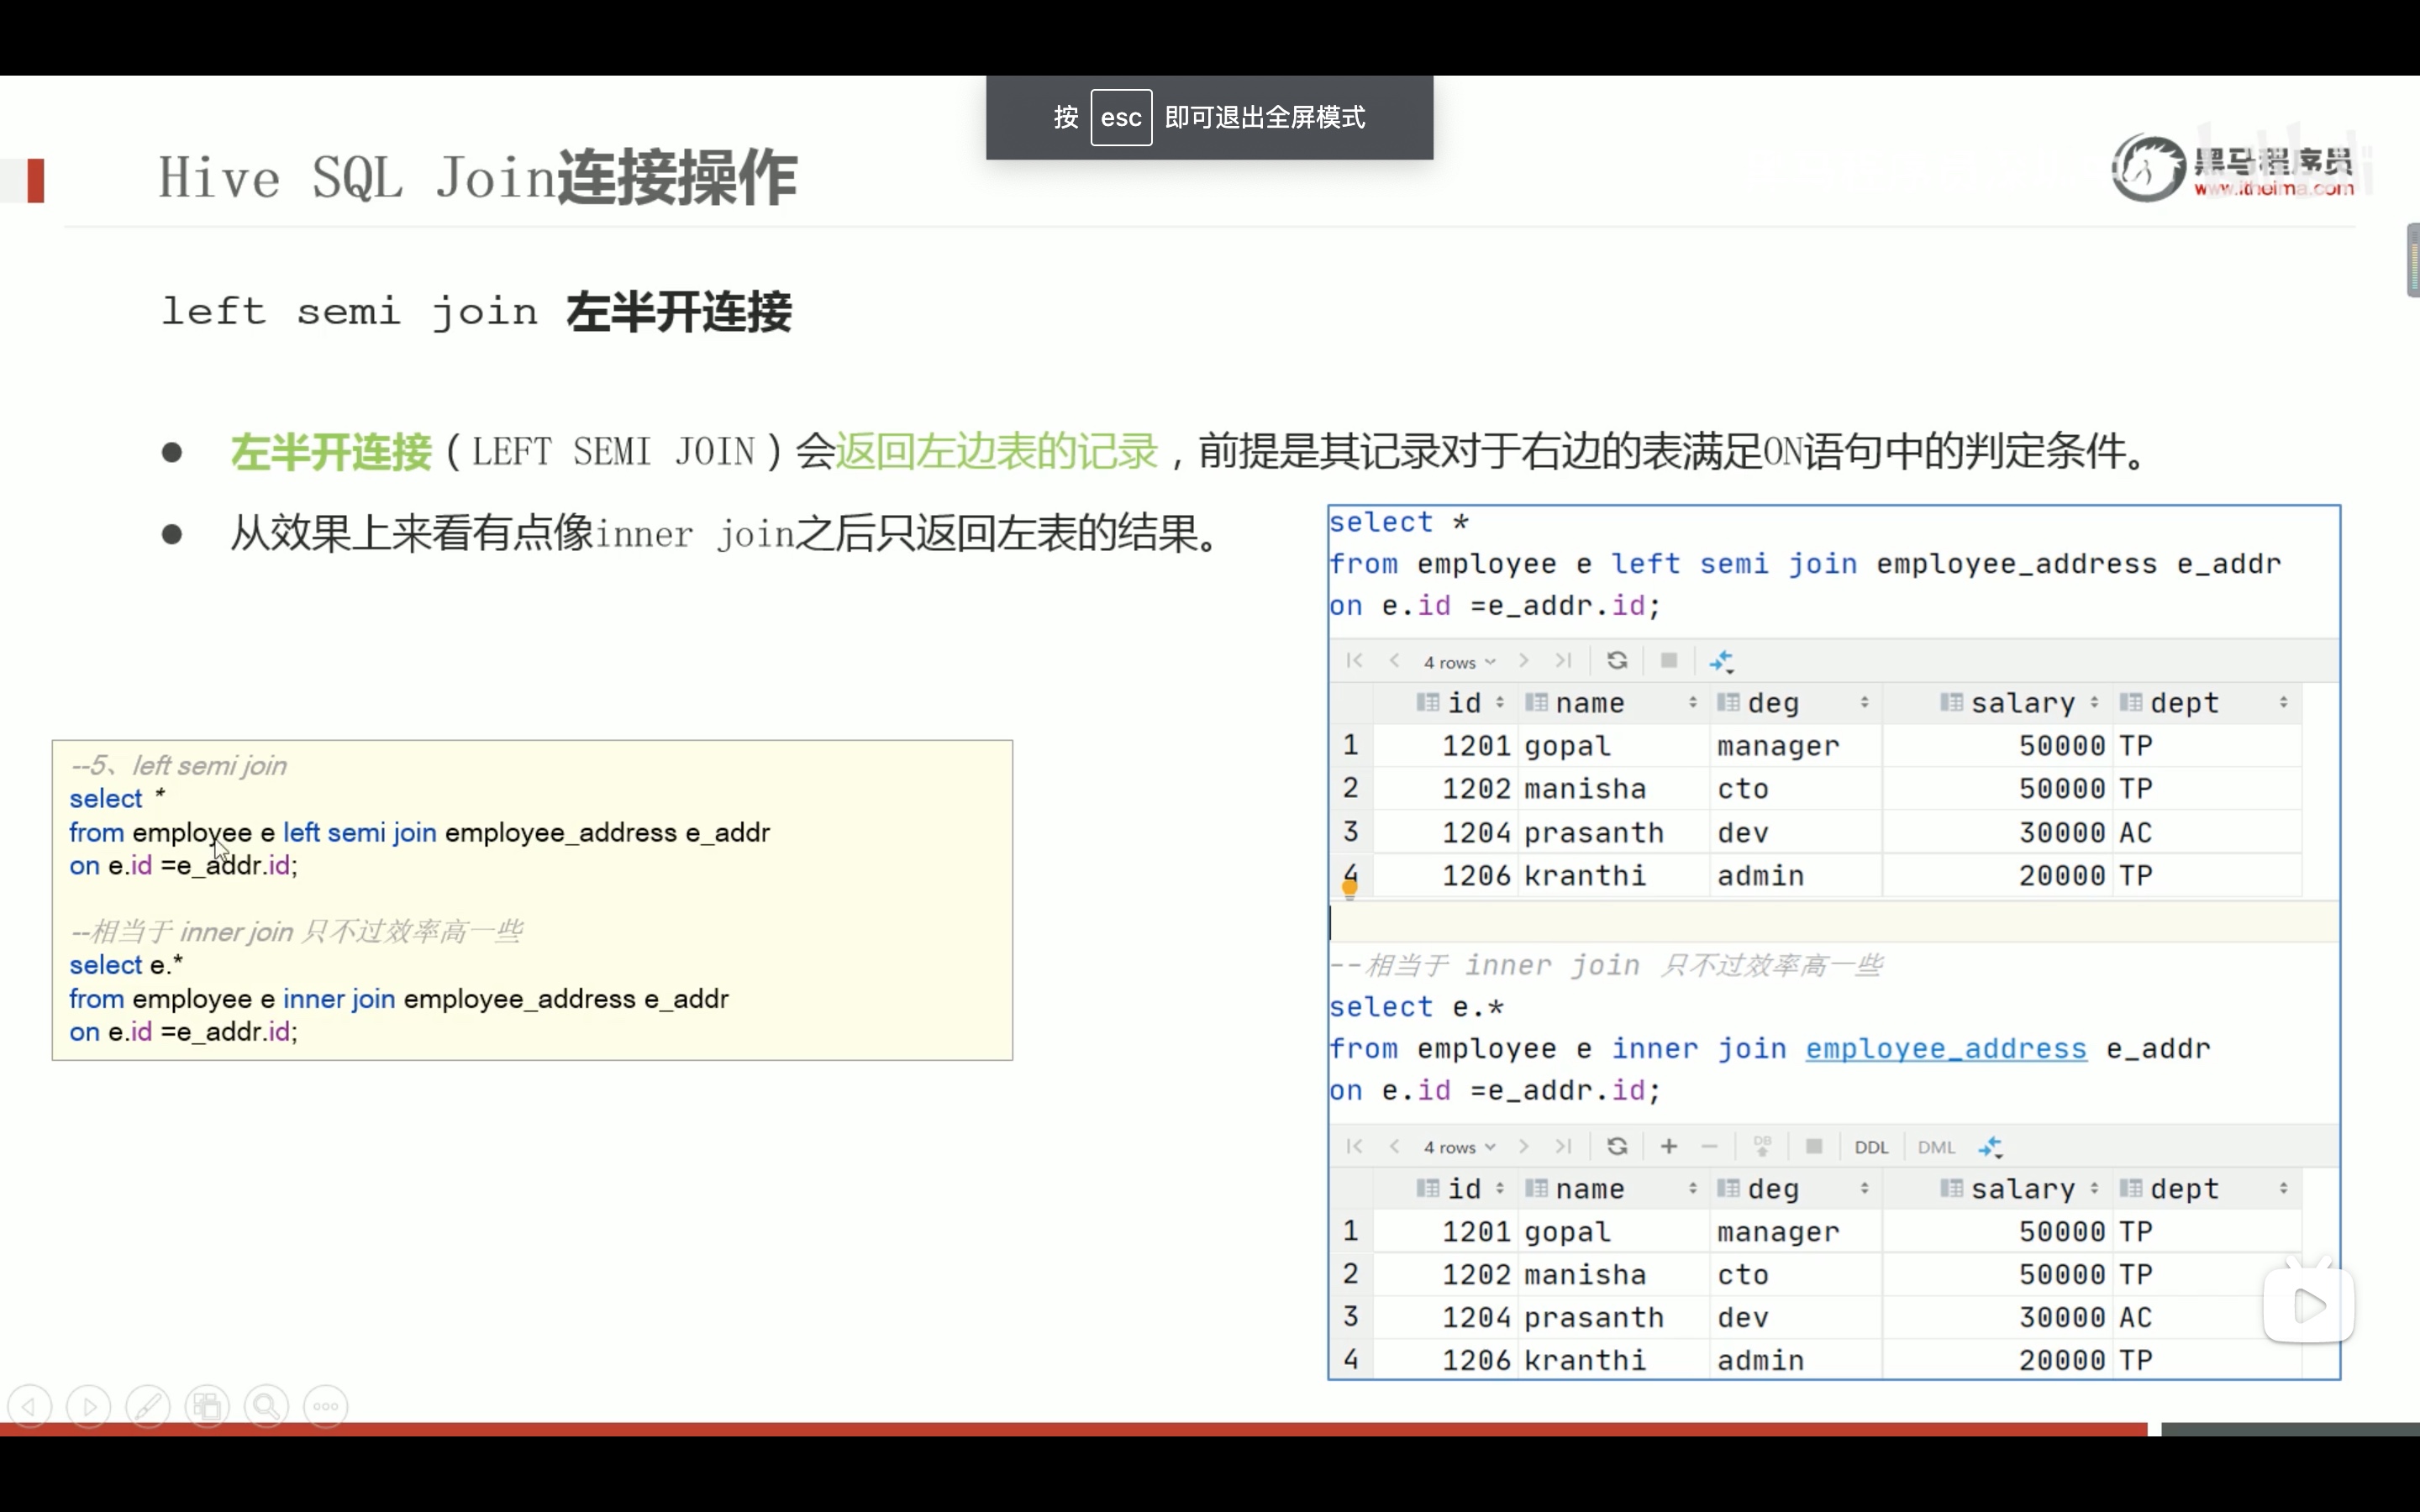 按 esc 即可退出全屏模式
Hive SQL Join连接操作
黑马程序员
www.itheima.com
left semi join 左半开连接
● 左半开连接（LEFT SEMI JOIN）会返回左边表的记录，前提是其记录对于右边的表满足ON语句中的判定条件。
● 从效果上来看有点像inner join之后只返回左表的结果。
--5、left semi join
select *
from employee e left semi join employee_address e_addr
on e.id =e_addr.id;
--相当于 inner join 只不过效率高一些
select e.*
from employee e inner join employee_address e_addr
on e.id =e_addr.id;
select *
from employee e left semi join employee_address e_addr
on e.id =e_addr.id;
4 rows
id name deg salary dept
1 1201 gopal manager 50000 TP
2 1202 manisha cto 50000 TP
3 1204 prasanth dev 30000 AC
4 1206 kranthi admin 20000 TP
--相当于 inner join 只不过效率高一些
select e.*
from employee e inner join employee_address e_addr
on e.id =e_addr.id;
4 rows DB DDL DML
id name deg salary dept
1 1201 gopal manager 50000 TP
2 1202 manisha cto 50000 TP
3 1204 prasanth dev 30000 AC
4 1206 kranthi admin 20000 TP